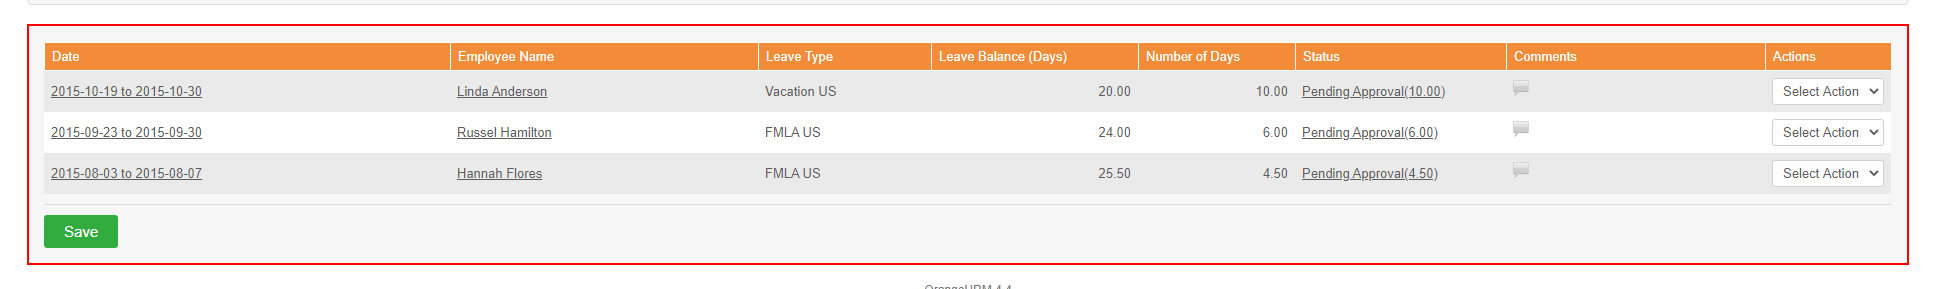 Date Employee Name Leave Type Leave Balance (Days) Number of Days Status Comments Actions
2015-10-19 to 2015-10-30 Linda Anderson Vacation US 20.00 10.00 Pending Approval(10.00) Select Action
2015-09-23 to 2015-09-30 Russel Hamilton FMLA US 24.00 6.00 Pending Approval(6.00) Select Action
2015-08-03 to 2015-08-07 Hannah Flores FMLA US 25.50 4.50 Pending Approval(4.50) Select Action
Save
OrangeHRM 4.4